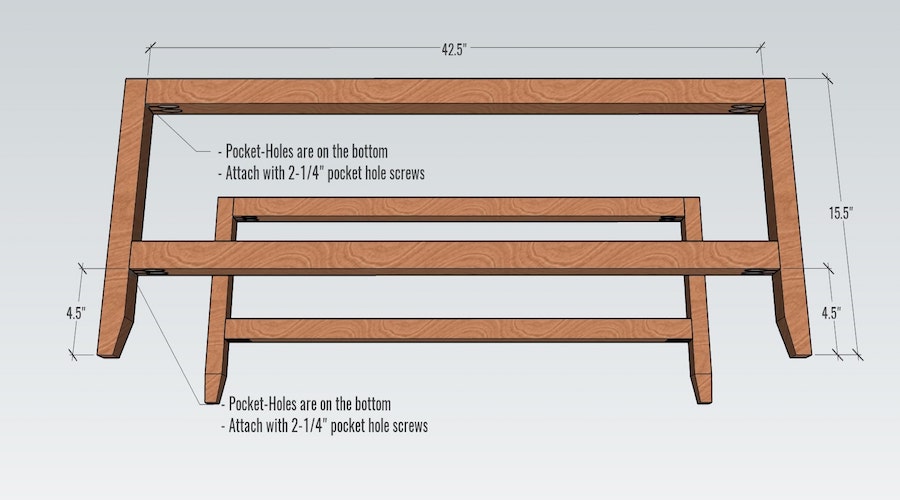 42.5"
- Pocket-Holes are on the bottom
- Attach with 2-1/4" pocket hole screws
15.5"
4.5"
4.5"
- Pocket-Holes are on the bottom
- Attach with 2-1/4" pocket hole screws